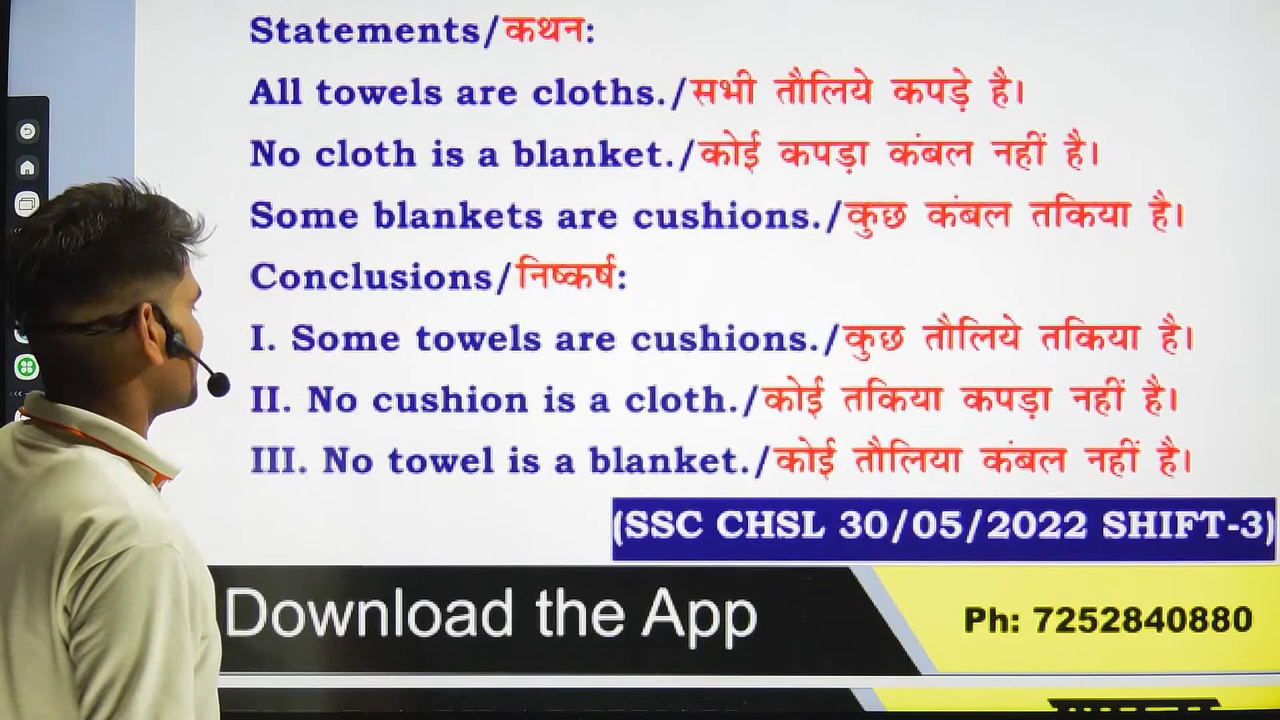 Statements/कथन:
All towels are cloths./सभी तौलिये कपड़े है।
No cloth is a blanket./कोई कपड़ा कंबल नहीं है।
Some blankets are cushions./कुछ कंबल तकिया है।
Conclusions/निष्कर्ष:
I. Some towels are cushions./कुछ तौलिये तकिया है।
II. No cushion is a cloth./कोई तकिया कपड़ा नहीं है।
III. No towel is a blanket./कोई तौलिया कंबल नहीं है।
(SSC CHSL 30/05/2022 SHIFT-3)
Download the App
Ph: 7252840880